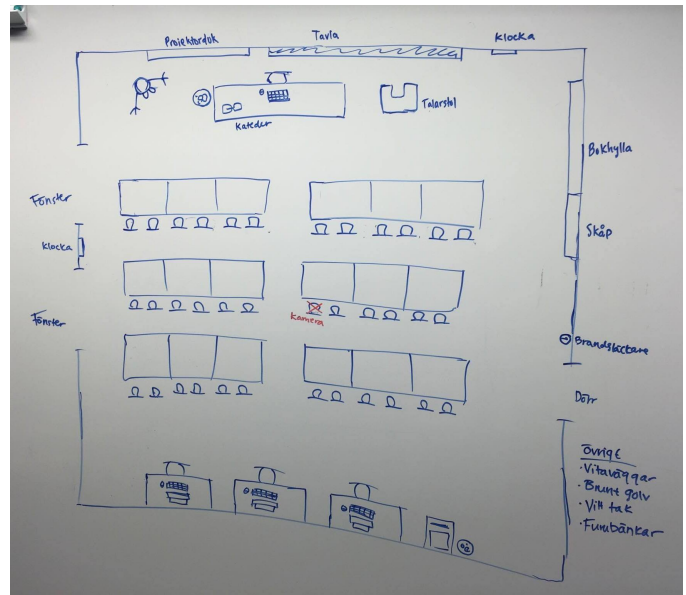 Projektorduk
Tavla
Klocka
Kateder
Talarstol
Bokhylla
Fönster
Skåp
Klocka
Fönster
Kamera
Brandsläckare
Dörr
Övrigt
·Vita väggar
·Brunt golv
·Vitt tak
·Furubänkar